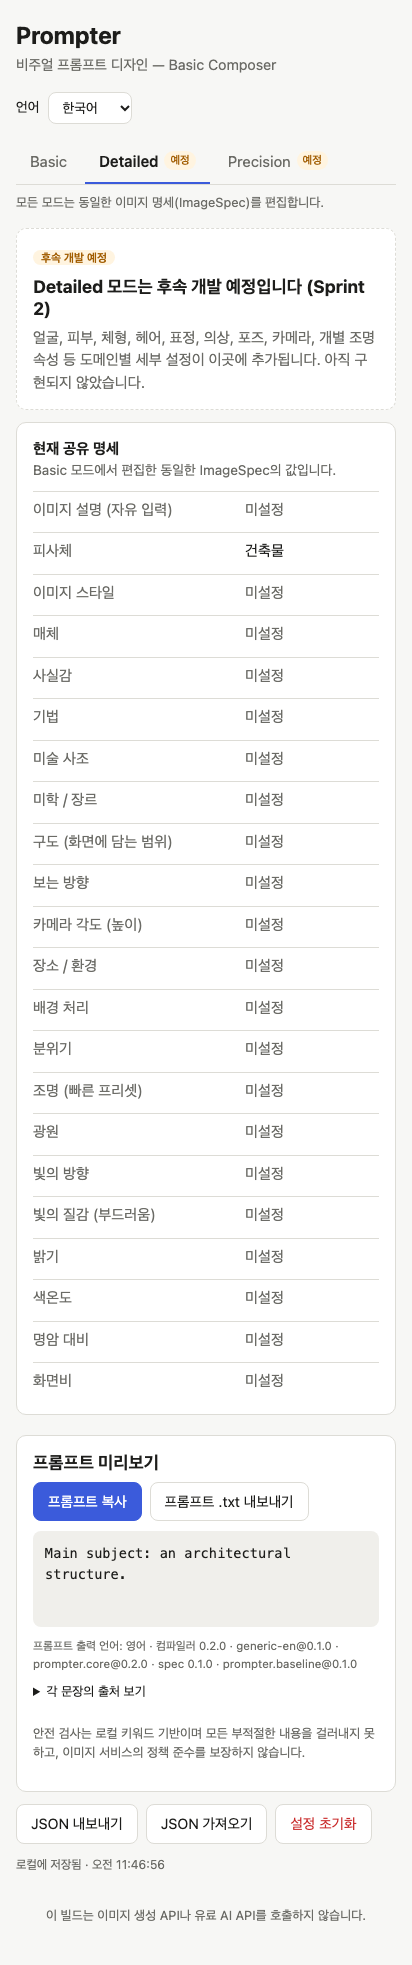 Prompter
비주얼 프롬프트 디자인 — Basic Composer
언어 한국어
Basic Detailed 예정 Precision 예정
모든 모드는 동일한 이미지 명세(ImageSpec)를 편집합니다.
후속 개발 예정
Detailed 모드는 후속 개발 예정입니다 (Sprint
2)
얼굴, 피부, 체형, 헤어, 표정, 의상, 포즈, 카메라, 개별 조명
속성 등 도메인별 세부 설정이 이곳에 추가됩니다. 아직 구
현되지 않았습니다.
현재 공유 명세
Basic 모드에서 편집한 동일한 ImageSpec의 값입니다.
이미지 설명 (자유 입력) 미설정
피사체 건축물
이미지 스타일 미설정
매체 미설정
사실감 미설정
기법 미설정
미술 사조 미설정
미학 / 장르 미설정
구도 (화면에 담는 범위) 미설정
보는 방향 미설정
카메라 각도 (높이) 미설정
장소 / 환경 미설정
배경 처리 미설정
분위기 미설정
조명 (빠른 프리셋) 미설정
광원 미설정
빛의 방향 미설정
빛의 질감 (부드러움) 미설정
밝기 미설정
색온도 미설정
명암 대비 미설정
화면비 미설정
프롬프트 미리보기
프롬프트 복사 프롬프트 .txt 내보내기
Main subject: an architectural
structure.
프롬프트 출력 언어: 영어 · 컴파일러 0.2.0 · generic-en@0.1.0 ·
prompter.core@0.2.0 · spec 0.1.0 · prompter.baseline@0.1.0
▶ 각 문장의 출처 보기
안전 검사는 로컬 키워드 기반이며 모든 부적절한 내용을 걸러내지 못
하고, 이미지 서비스의 정책 준수를 보장하지 않습니다.
JSON 내보내기 JSON 가져오기 설정 초기화
로컬에 저장됨 · 오전 11:46:56
이 빌드는 이미지 생성 API나 유료 AI API를 호출하지 않습니다.